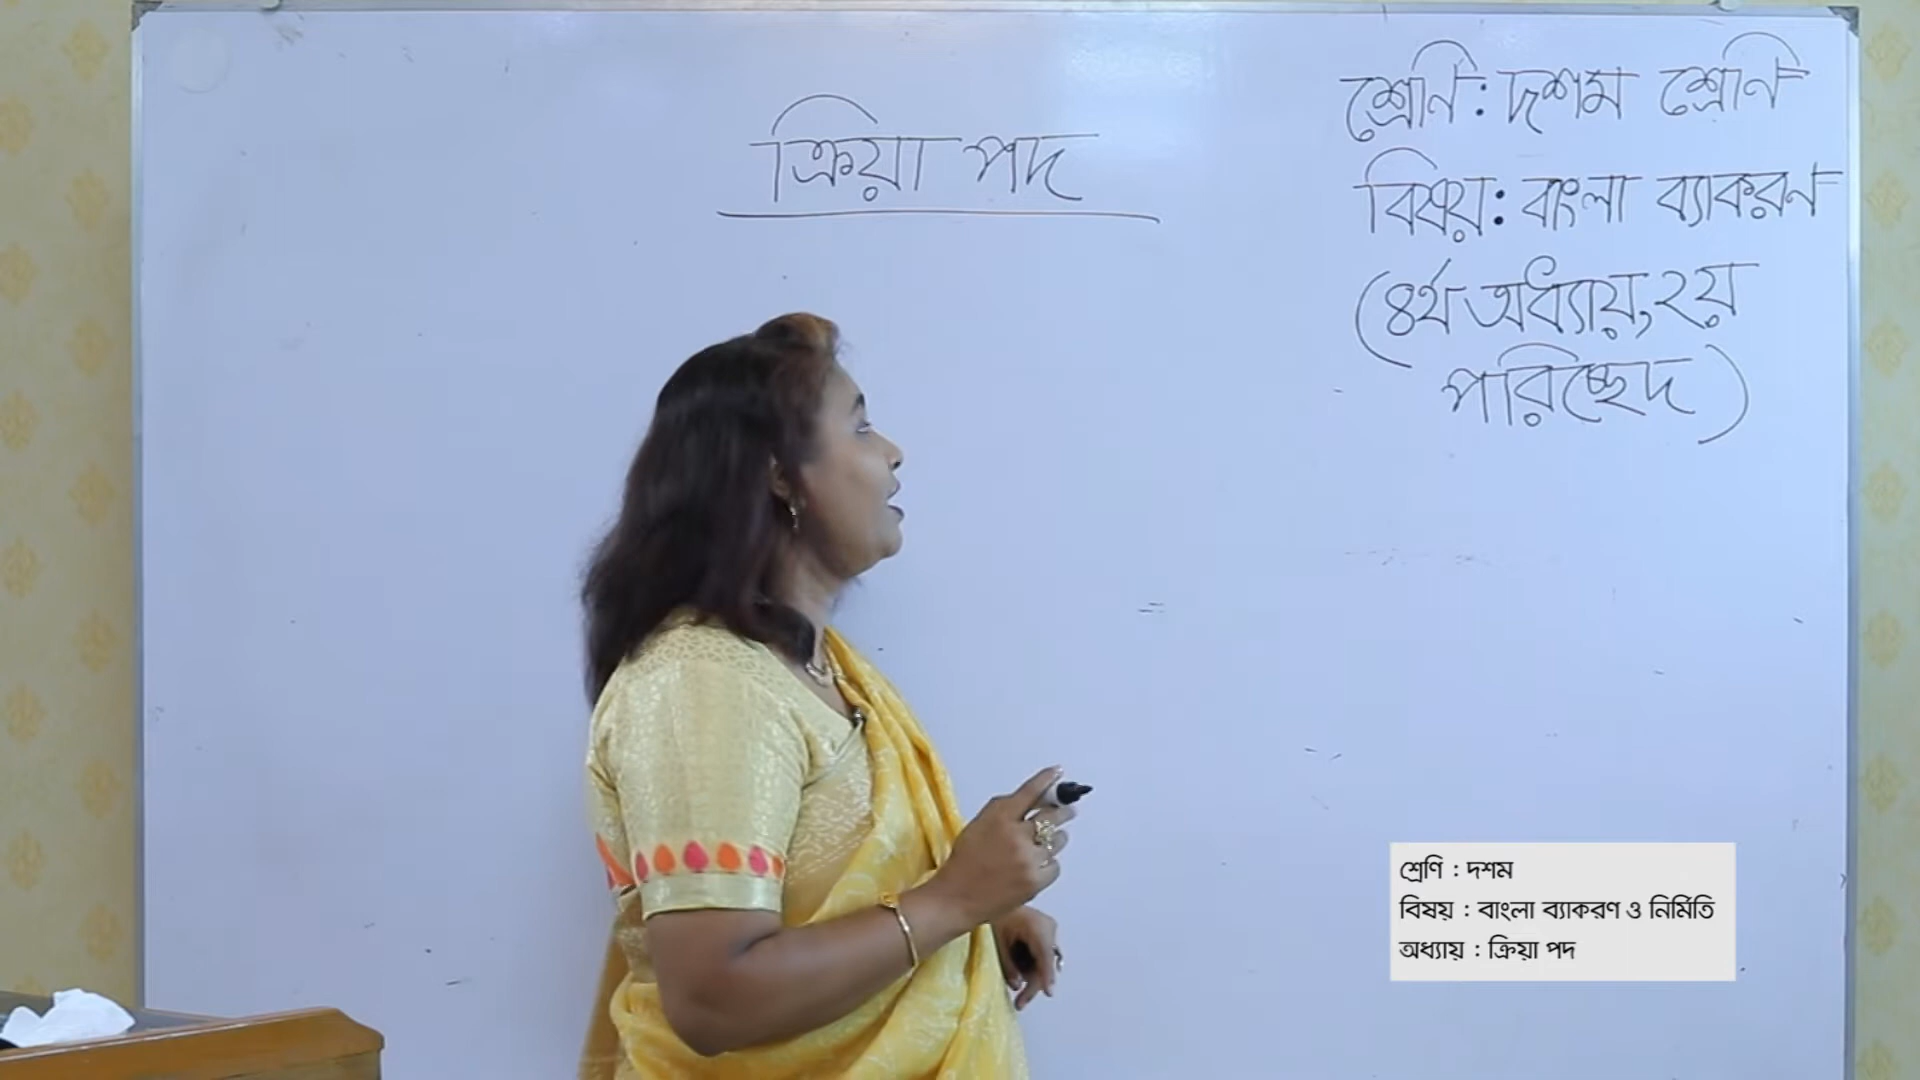 ক্রিয়া পদ
শ্রেণি : দশম শ্রেণি
বিষয় : বাংলা ব্যাকরণ
(৪র্থ অধ্যায়, ২য়
পরিচ্ছেদ)
শ্রেণি : দশম
বিষয় : বাংলা ব্যাকরণ ও নির্মিতি
অধ্যায় : ক্রিয়া পদ